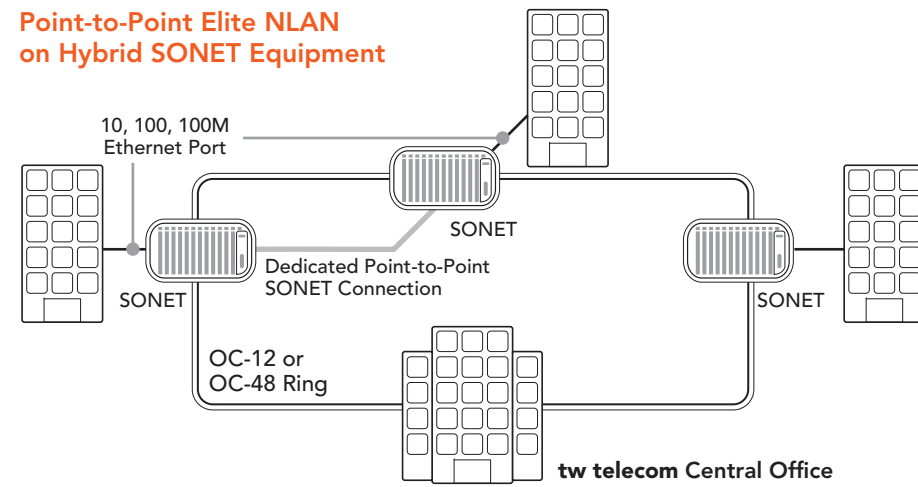 Point-to-Point Elite NLAN
on Hybrid SONET Equipment
10, 100, 100M
Ethernet Port
SONET
Dedicated Point-to-Point
SONET Connection
SONET
SONET
OC-12 or
OC-48 Ring
tw telecom Central Office